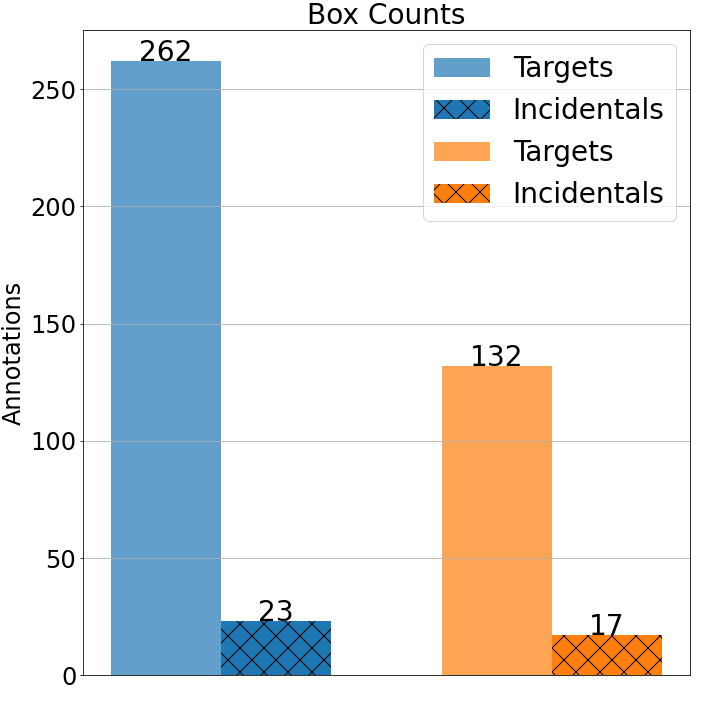 Box Counts
262
Targets
Incidentals
Targets
Incidentals
250
200
150
132
100
50
23
17
0
Annotations